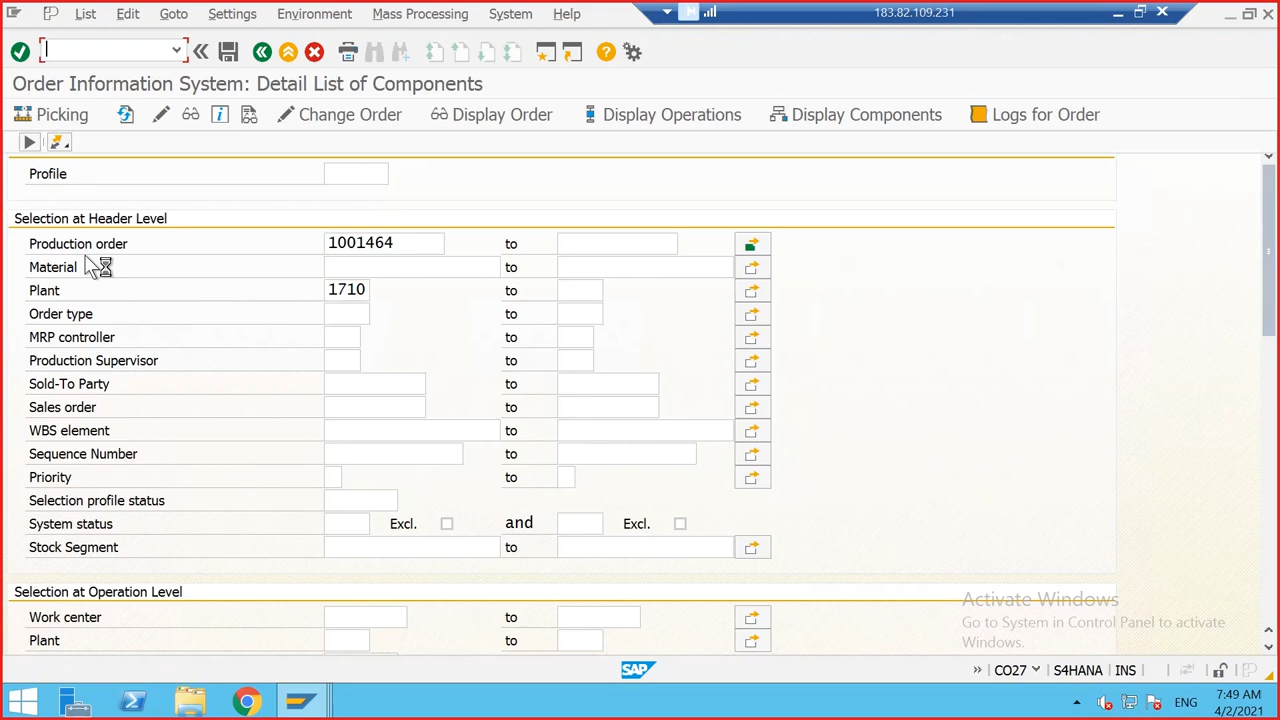 List Edit Goto Settings Environment Mass Processing System Help 183.82.109.231
Order Information System: Detail List of Components
Picking Change Order Display Order Display Operations Display Components Logs for Order
Profile
Selection at Header Level
Production order 1001464 to
Material to
Plant 1710 to
Order type to
MRP controller to
Production Supervisor to
Sold-To Party to
Sales order to
WBS element to
Sequence Number to
Priority to
Selection profile status
System status Excl. and Excl.
Stock Segment to
Selection at Operation Level
Work center to
Plant to
Activate Windows
Go to System in Control Panel to activate
Windows.
SAP CO27 S4HANA INS
ENG 7:49 AM
4/2/2021